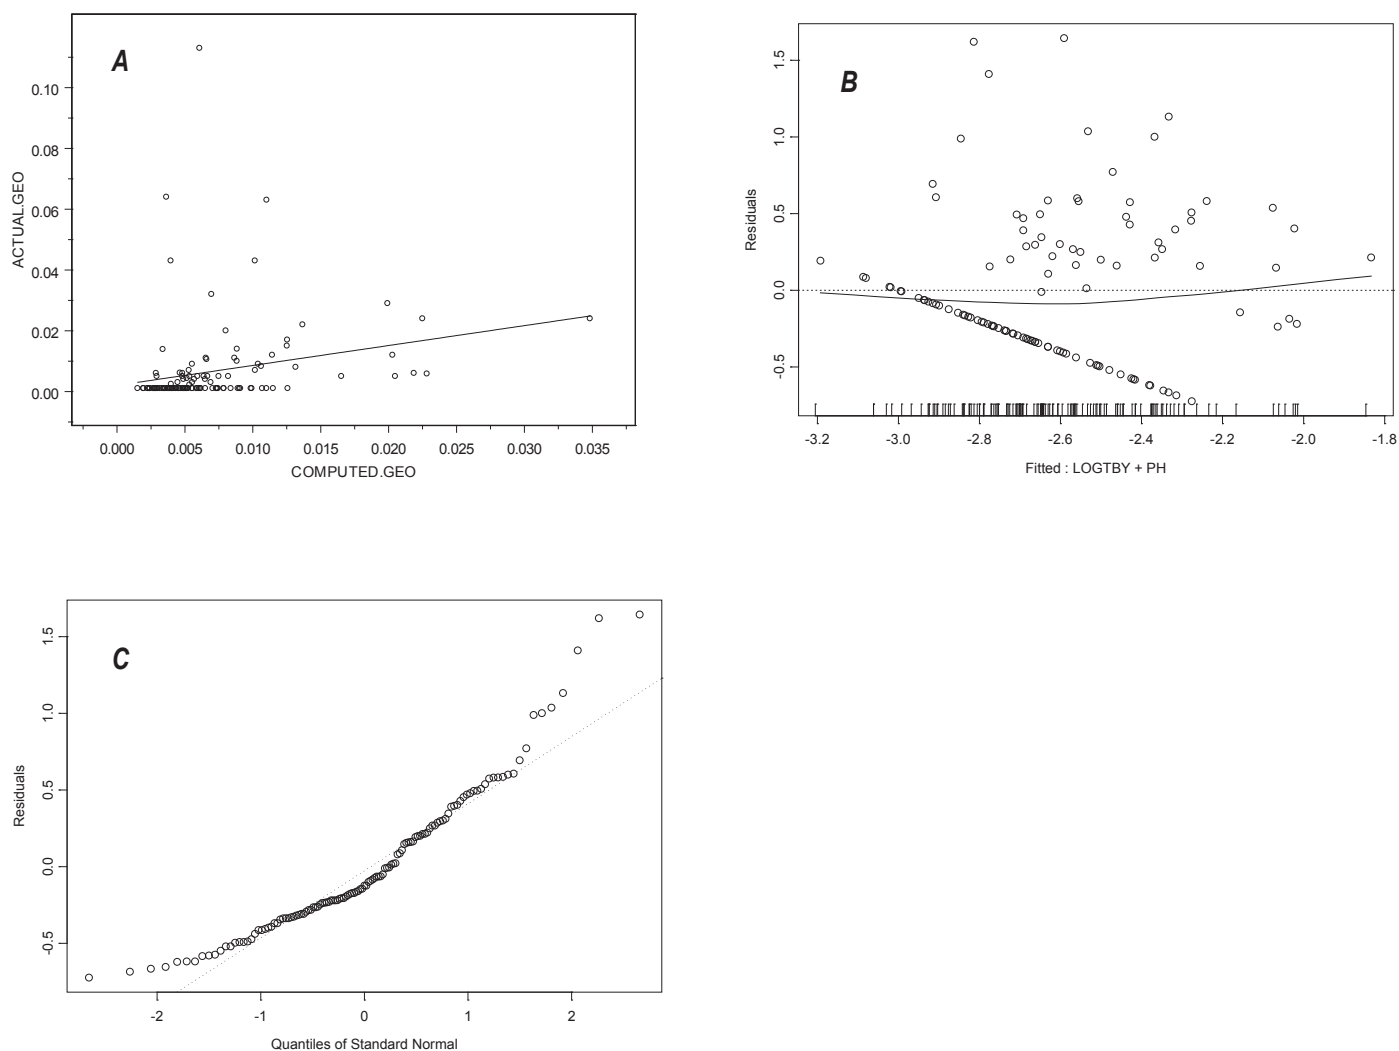 A
ACTUAL.GEO
0.10
0.08
0.06
0.04
0.02
0.00
0.000 0.005 0.010 0.015 0.020 0.025 0.030 0.035
COMPUTED.GEO
B
Residuals
1.5
1.0
0.5
0.0
-0.5
-3.2 -3.0 -2.8 -2.6 -2.4 -2.2 -2.0 -1.8
Fitted : LOGTBY + PH
C
Residuals
1.5
1.0
0.5
0.0
-0.5
-2 -1 0 1 2
Quantiles of Standard Normal